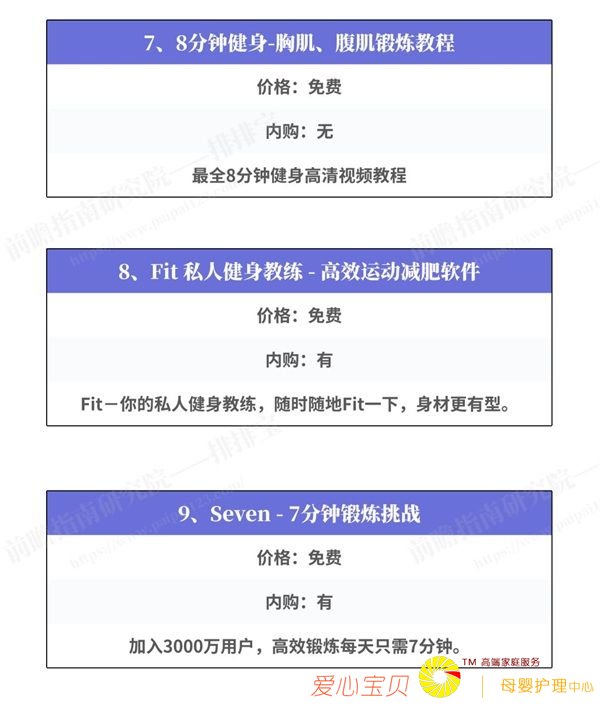 7、8分钟健身-胸肌、腹肌锻炼教程
价格：免费
内购：无
最全8分钟健身高清视频教程
前瞻指南研究院——排排宝
8、Fit 私人健身教练 - 高效运动减肥软件
价格：免费
内购：有
Fit－你的私人健身教练，随时随地Fit一下，身材更有型。
前瞻指南研究院——排排宝
9、Seven - 7分钟锻炼挑战
价格：免费
内购：有
加入3000万用户，高效锻炼每天只需7分钟。
爱心宝贝 TM 高端家庭服务
母婴护理中心